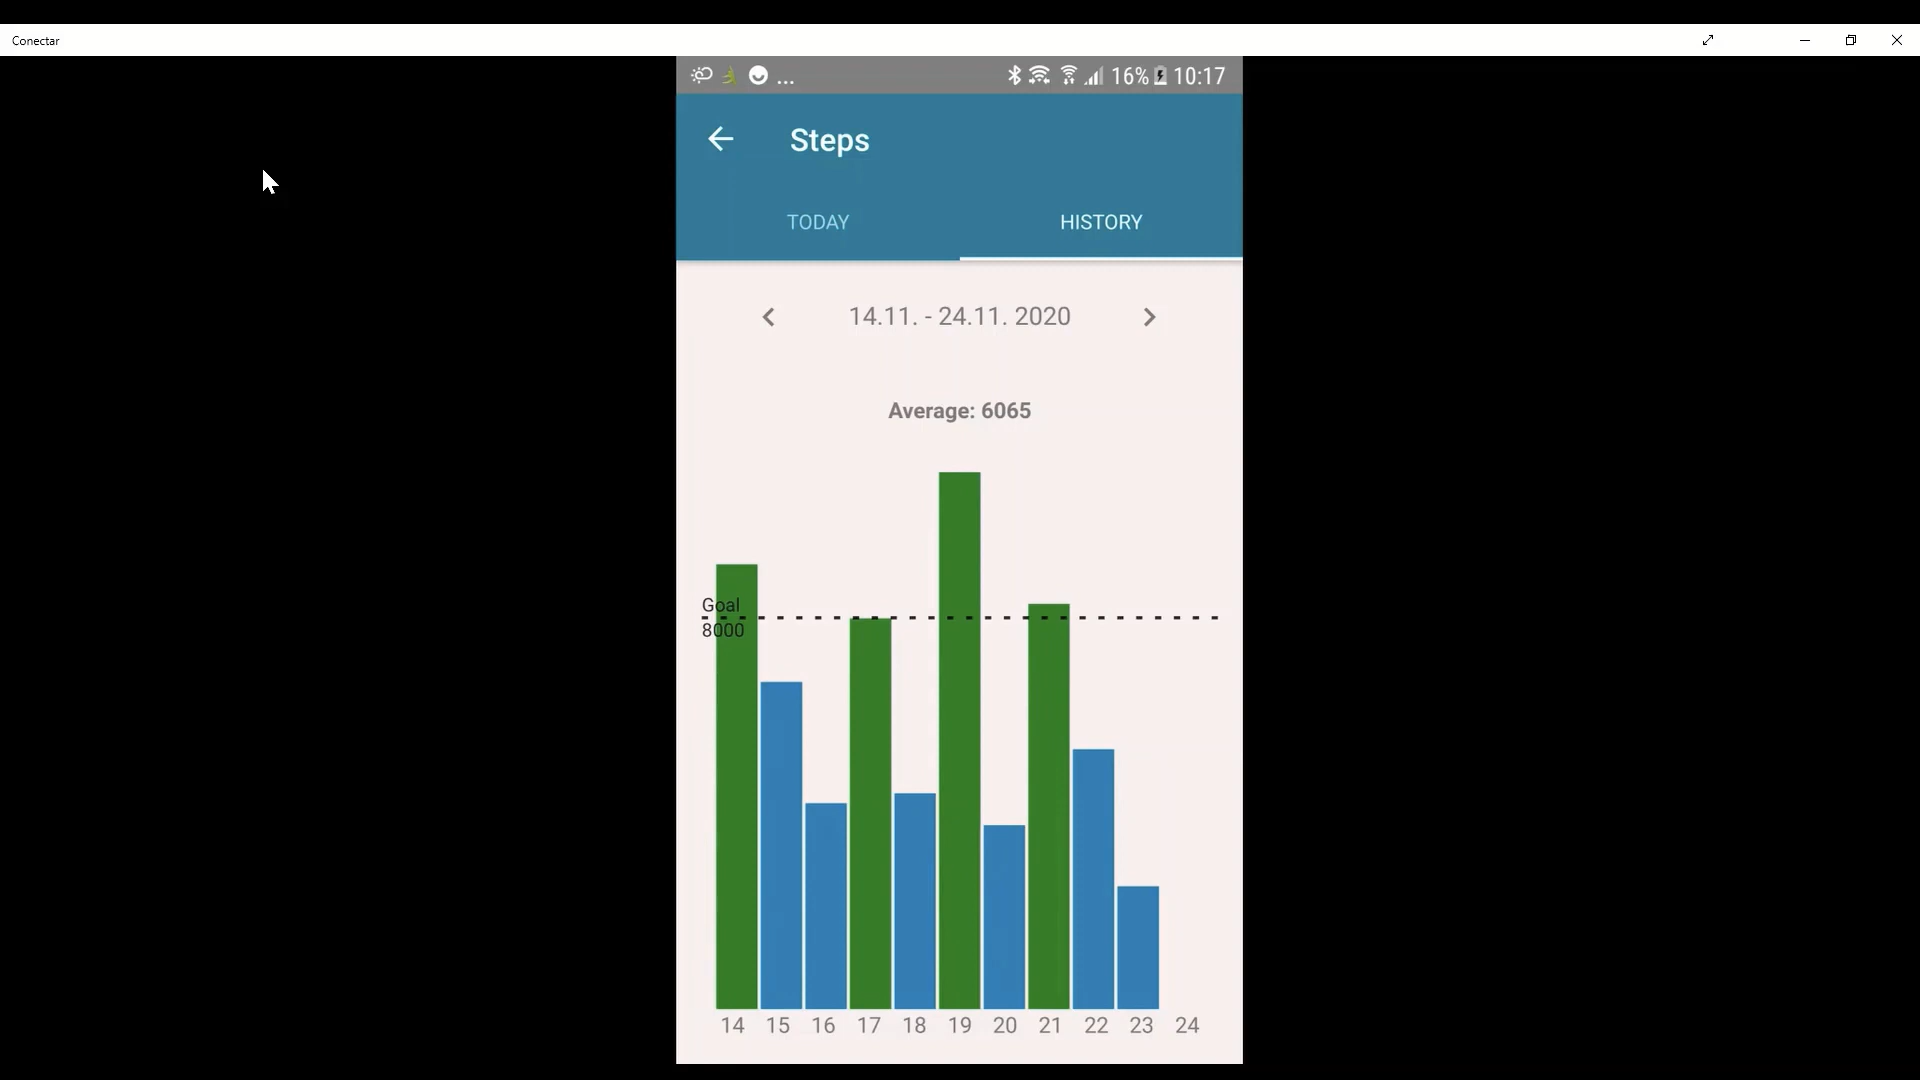 Conectar
... 16% 10:17
Steps
TODAY HISTORY
14.11. - 24.11. 2020
Average: 6065
Goal
8000
14 15 16 17 18 19 20 21 22 23 24